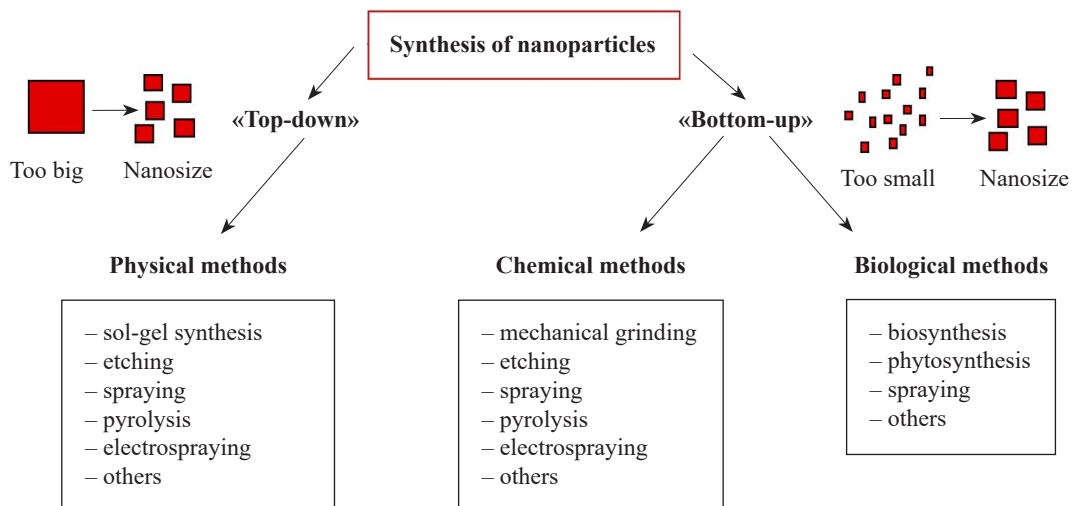 Synthesis of nanoparticles
«Top-down»
«Bottom-up»
Too big
Nanosize
Too small
Nanosize
Physical methods
– sol-gel synthesis
– etching
– spraying
– pyrolysis
– electrospraying
– others
Chemical methods
– mechanical grinding
– etching
– spraying
– pyrolysis
– electrospraying
– others
Biological methods
– biosynthesis
– phytosynthesis
– spraying
– others